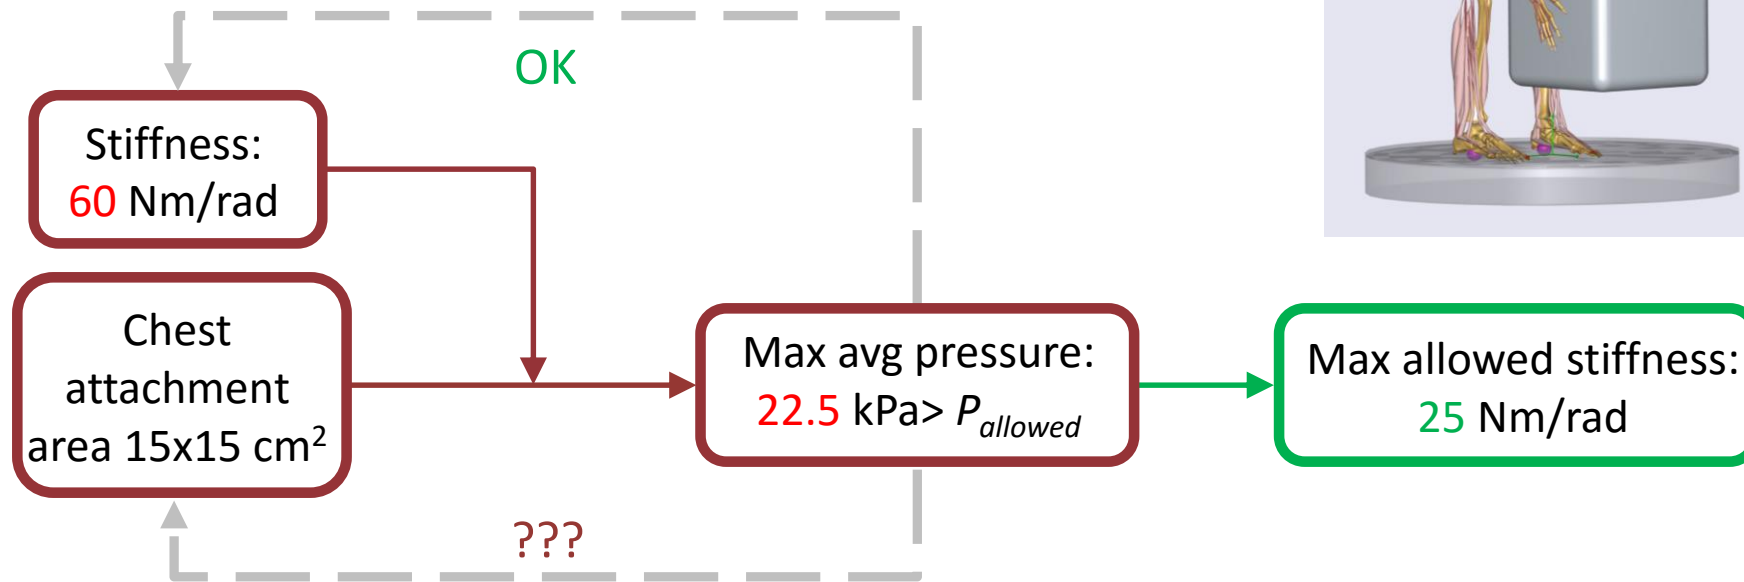 OK
Stiffness:
60 Nm/rad
Chest
attachment
area 15x15 cm²
Max avg pressure:
22.5 kPa> P_allowed
Max allowed stiffness:
25 Nm/rad
???